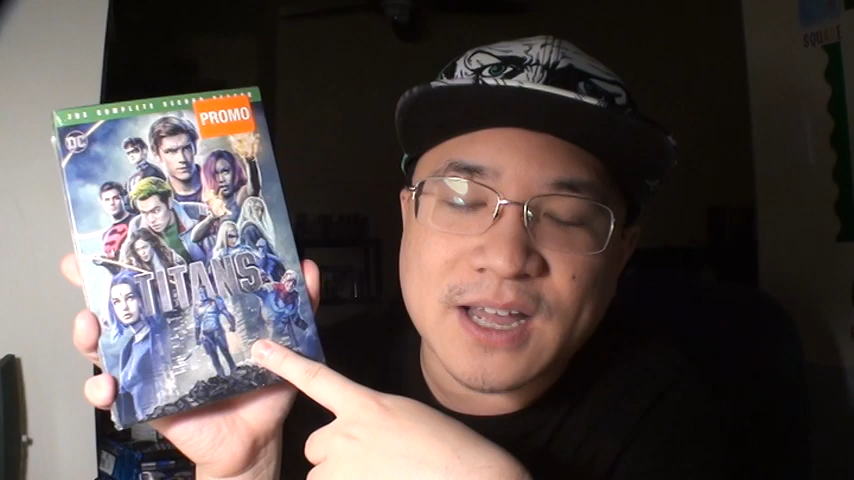 THE COMPLETE SECOND SEASON
PROMO
DC
TITANS